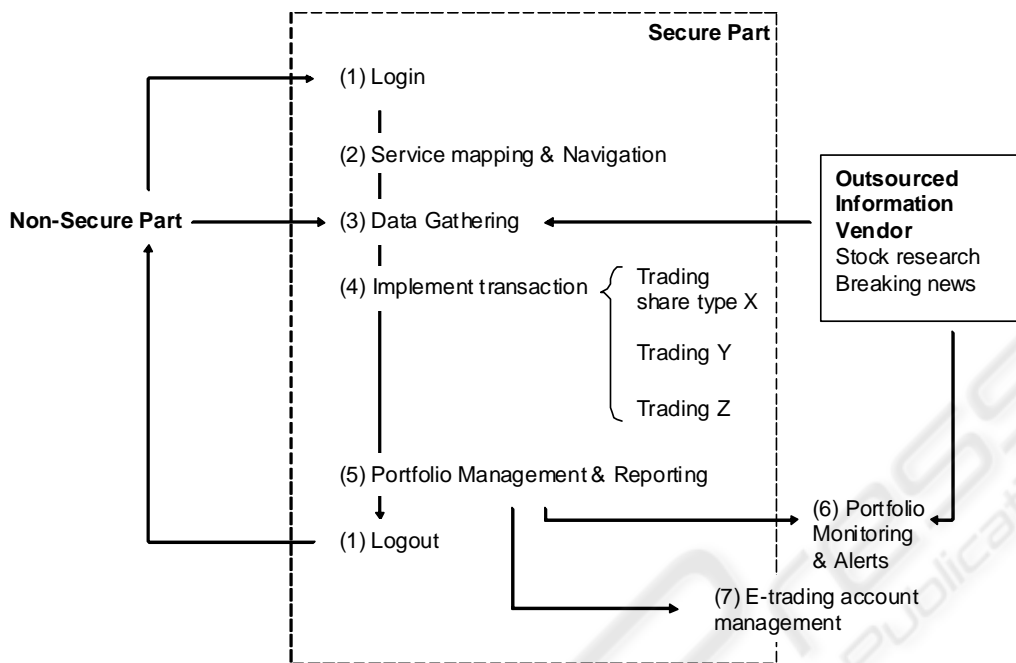 Secure Part
(1) Login
(2) Service mapping & Navigation
Non-Secure Part
(3) Data Gathering
Outsourced
Information
Vendor
Stock research
Breaking news
(4) Implement transaction
Trading
share type X
Trading Y
Trading Z
(5) Portfolio Management & Reporting
(1) Logout
(6) Portfolio
Monitoring
& Alerts
(7) E-trading account
management